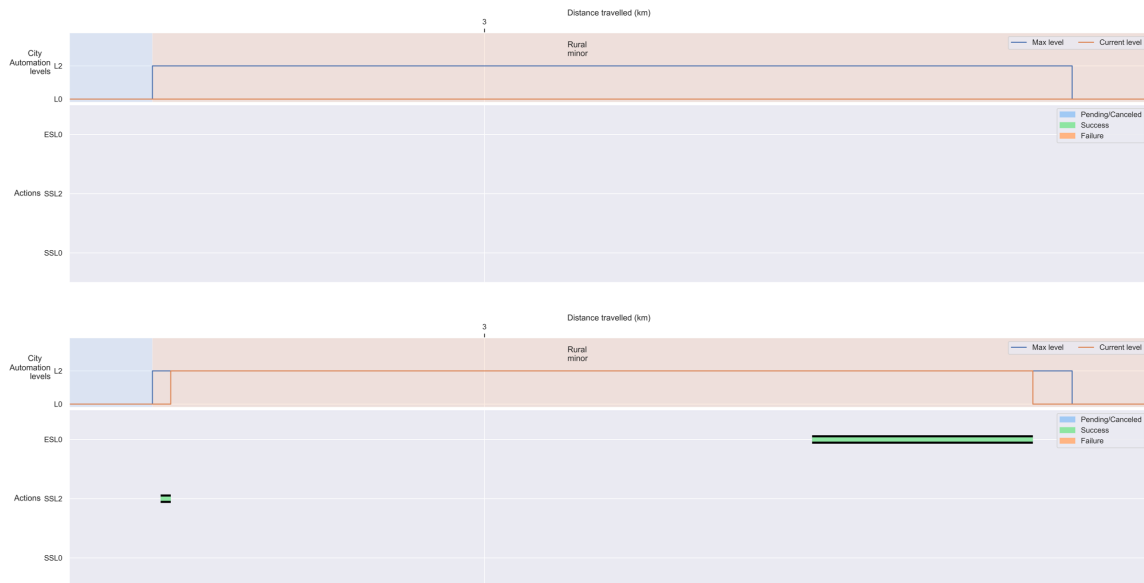 Distance travelled (km)
3
City
Automation
levels
L2
L0
Rural
minor
Max level
Current level
ESL0
Actions
SSL2
SSL0
Pending/Canceled
Success
Failure
Distance travelled (km)
3
City
Automation
levels
L2
L0
Rural
minor
Max level
Current level
ESL0
Actions
SSL2
SSL0
Pending/Canceled
Success
Failure